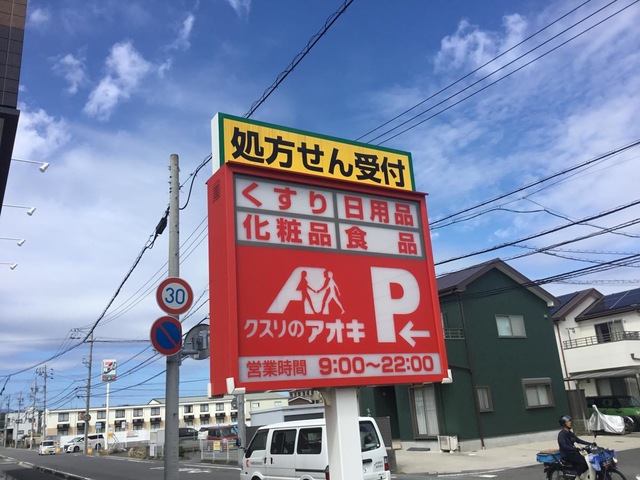 処方せん受付
くすり 日用品
化粧品 食品
P
クスリのアオキ
営業時間 9:00～22:00
30